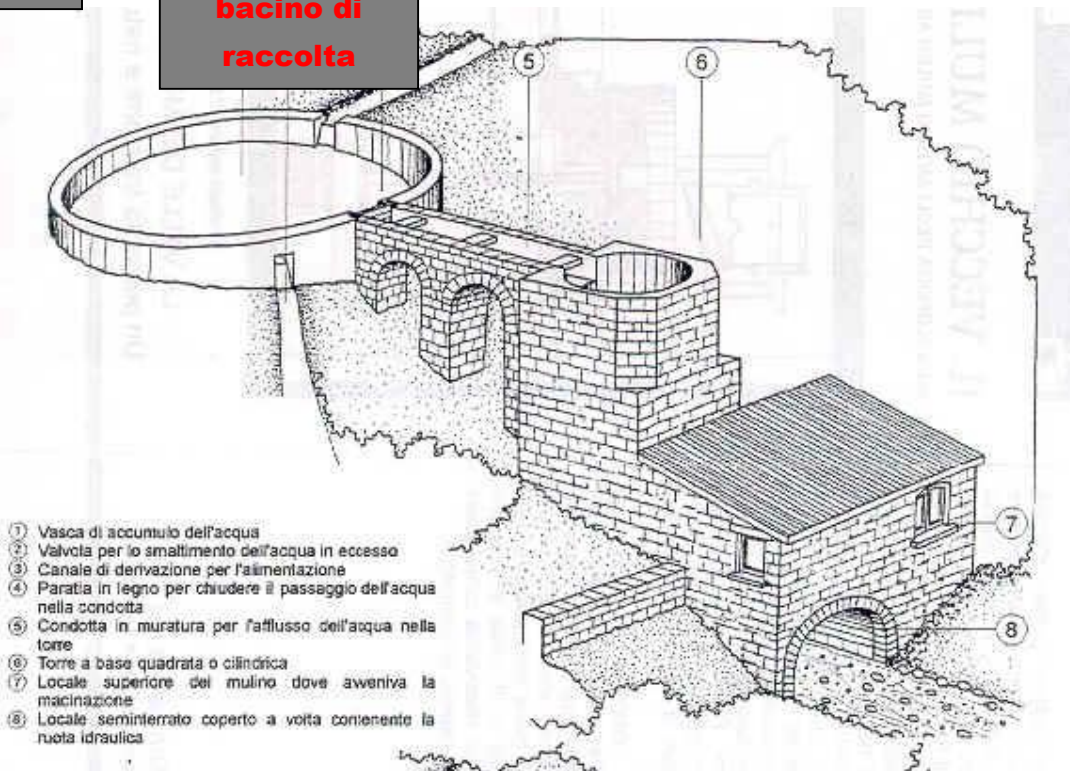 bacino di
raccolta
5
6
7
8
1 Vasca di accumulo dell'acqua
2 Valvola per lo smaltimento dell'acqua in eccesso
3 Canale di derivazione per l'alimentazione
4 Paratia in legno per chiudere il passaggio dell'acqua
nella condotta
5 Condotta in muratura per l'afflusso dell'acqua nella
torre
6 Torre a base quadrata o cilindrica
7 Locale superiore del mulino dove avveniva la
macinazione
8 Locale seminterrato coperto a volta contenente la
ruota idraulica
IL VECCHIO MULI